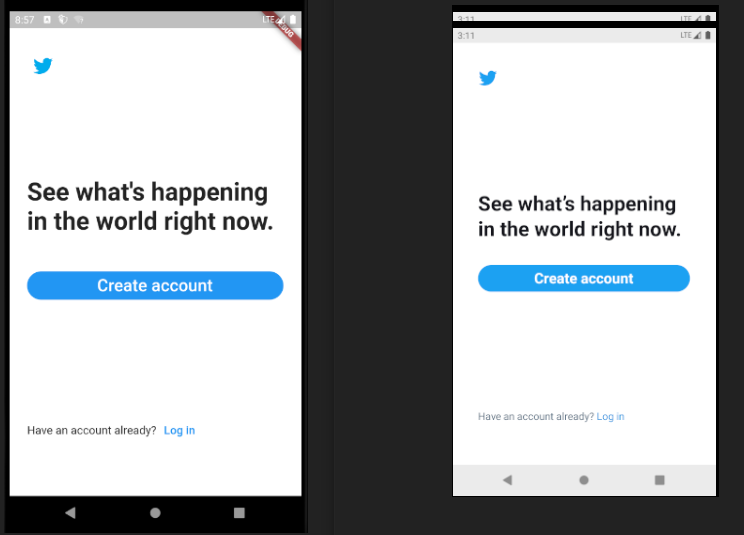 8:57
LTE
See what's happening
in the world right now.
Create account
Have an account already? Log in
3:11 LTE
3:11 LTE
See what’s happening
in the world right now.
Create account
Have an account already? Log in